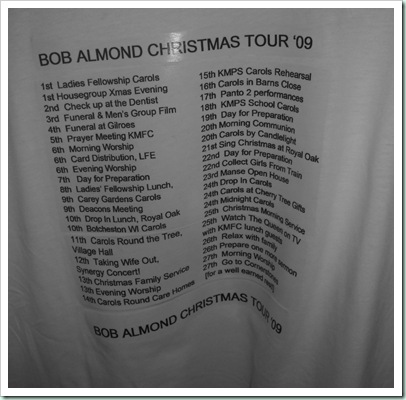 BOB ALMOND CHRISTMAS TOUR '09
1st Ladies Fellowship Carols
1st Housegroup Xmas Evening
2nd Check up at the Dentist
3rd Funeral & Men's Group Film
4th Funeral at Gilroes
5th Prayer Meeting KMFC
6th Morning Worship
6th Card Distribution, LFE
6th Evening Worship
7th Day for Preparation
8th Ladies' Fellowship Lunch,
9th Carey Gardens Carols
9th Deacons Meeting
10th Drop In Lunch, Royal Oak
10th Botcheston WI Carols
11th Carols Round the Tree,
Village Hall
12th Taking Wife Out,
Synergy Concert!
13th Christmas Family Service
13th Evening Worship
14th Carols Round Care Homes
15th KMPS Carols Rehearsal
16th Carols in Barns Close
17th Panto 2 performances
18th KMPS School Carols
19th Day for Preparation
20th Morning Communion
20th Carols by Candlelight
21st Sing Christmas at Royal Oak
22nd Day for Preparation
22nd Collect Girls From Train
23rd Manse Open House
24th Drop In Carols
24th Carols at Cherry Tree Gifts
24th Midnight Carols
25th Christmas Morning Service
25th Watch The Queen on TV
with KMFC lunch guests
26th Relax with family
26th Prepare one more sermon
27th Morning Worship
27th Go to
[for a well earned rest]
BOB ALMOND CHRISTMAS TOUR '09